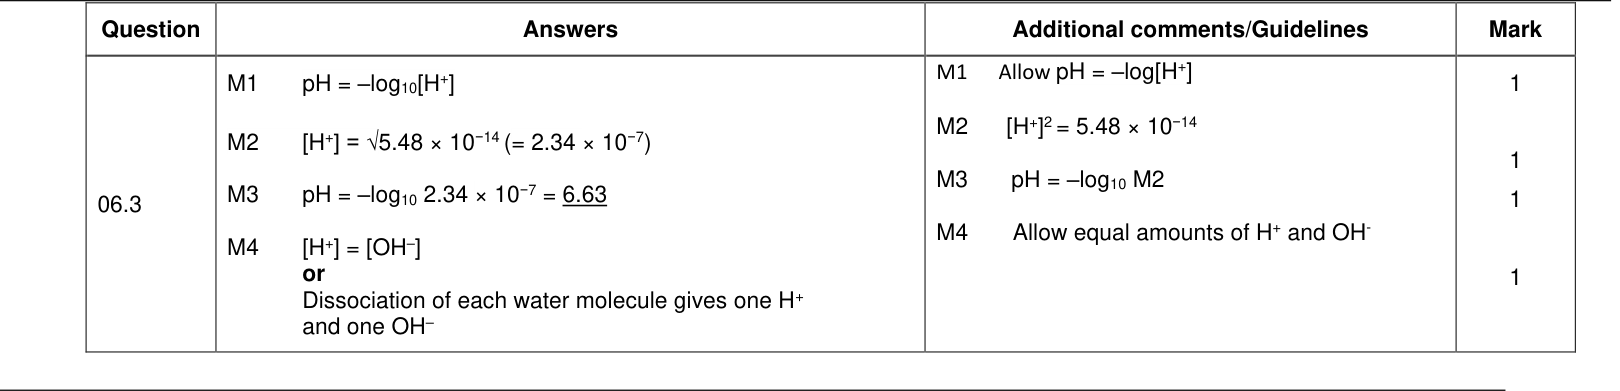 Question Answers Additional comments/Guidelines Mark
06.3
M1 pH = –log₁₀[H⁺]
M2 [H⁺] = √5.48 × 10⁻¹⁴ (= 2.34 × 10⁻⁷)
M3 pH = –log₁₀ 2.34 × 10⁻⁷ = 6.63
M4 [H⁺] = [OH⁻]
or
Dissociation of each water molecule gives one H⁺
and one OH⁻
M1 Allow pH = –log[H⁺]
M2 [H⁺]² = 5.48 × 10⁻¹⁴
M3 pH = –log₁₀ M2
M4 Allow equal amounts of H⁺ and OH⁻
1
1
1
1